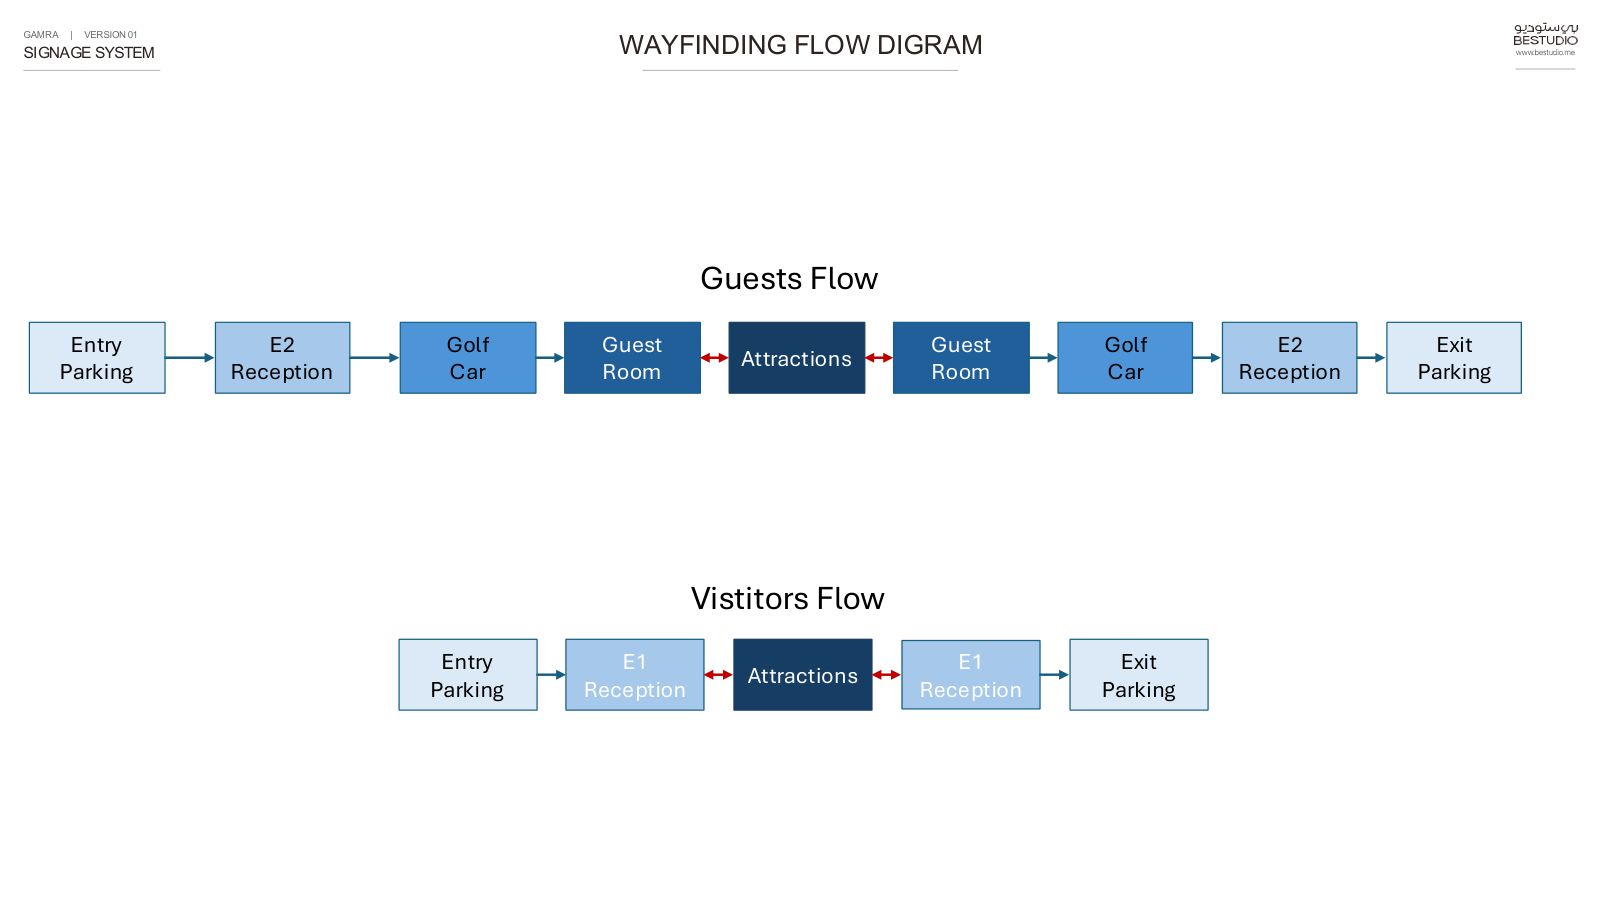 GAMRA | VERSION 01
SIGNAGE SYSTEM
WAYFINDING FLOW DIGRAM
بي ستوديو
BESTUDIO
www.bestudio.me
Guests Flow
Entry
Parking
E2
Reception
Golf
Car
Guest
Room
Attractions
Guest
Room
Golf
Car
E2
Reception
Exit
Parking
Vistitors Flow
Entry
Parking
E1
Reception
Attractions
E1
Reception
Exit
Parking